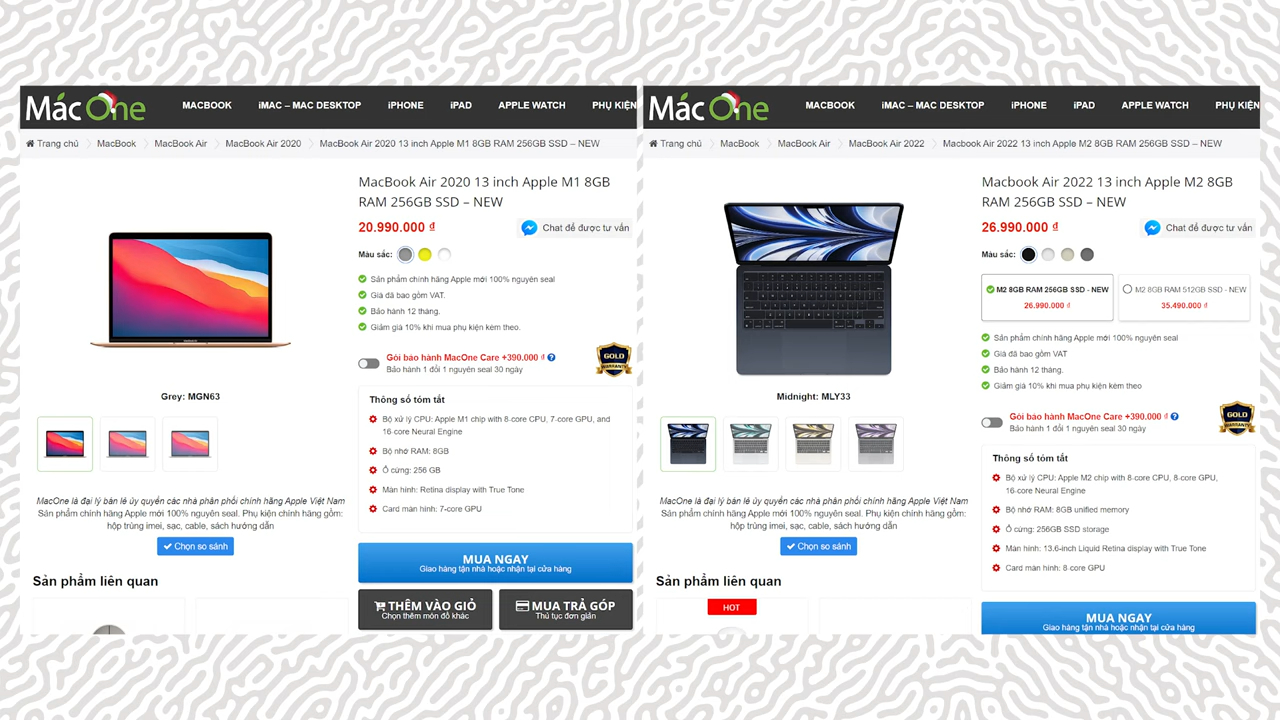 Mác One
MACBOOK
iMAC – MAC DESKTOP
iPHONE
iPAD
APPLE WATCH
PHỤ KIỆN
Trang chủ
MacBook
MacBook Air
MacBook Air 2020
MacBook Air 2020 13 inch Apple M1 8GB RAM 256GB SSD – NEW
MacBook Air 2020 13 inch Apple M1 8GB
RAM 256GB SSD – NEW
20.990.000 ₫
Chat để được tư vấn
Màu sắc:
Sản phẩm chính hãng Apple mới 100% nguyên seal
Giá đã bao gồm VAT.
Bảo hành 12 tháng.
Giảm giá 10% khi mua phụ kiện kèm theo.
Gói bảo hành MacOne Care +390.000 ₫ ?
Bảo hành 1 đổi 1 nguyên seal 30 ngày
GOLD
WARRANTY
Grey: MGN63
Thông số tóm tắt
Bộ xử lý CPU: Apple M1 chip with 8-core CPU, 7-core GPU, and
16-core Neural Engine
Bộ nhớ RAM: 8GB
Ổ cứng: 256 GB
Màn hình: Retina display with True Tone
Card màn hình: 7-core GPU
MacOne là đại lý bán lẻ ủy quyền các nhà phân phối chính hãng Apple Việt Nam
Sản phẩm chính hãng Apple mới 100% nguyên seal. Phụ kiện chính hãng gồm:
hộp trùng imei, sạc, cable, sách hướng dẫn
Chọn so sánh
MUA NGAY
Giao hàng tận nhà hoặc nhận tại cửa hàng
THÊM VÀO GIỎ
Chọn thêm món đồ khác
MUA TRẢ GÓP
Thủ tục đơn giản
Sản phẩm liên quan
Mác One
MACBOOK
iMAC – MAC DESKTOP
iPHONE
iPAD
APPLE WATCH
PHỤ KIỆN
Trang chủ
MacBook
MacBook Air
MacBook Air 2022
Macbook Air 2022 13 inch Apple M2 8GB RAM 256GB SSD – NEW
Macbook Air 2022 13 inch Apple M2 8GB
RAM 256GB SSD – NEW
26.990.000 ₫
Chat để được tư vấn
Màu sắc:
M2 8GB RAM 256GB SSD - NEW
26.990.000 ₫
M2 8GB RAM 512GB SSD - NEW
35.490.000 ₫
Sản phẩm chính hãng Apple mới 100% nguyên seal
Giá đã bao gồm VAT
Bảo hành 12 tháng.
Giảm giá 10% khi mua phụ kiện kèm theo
Gói bảo hành MacOne Care +390.000 ₫ ?
Bảo hành 1 đổi 1 nguyên seal 30 ngày
GOLD
WARRANTY
Midnight: MLY33
Thông số tóm tắt
Bộ xử lý CPU: Apple M2 chip with 8-core CPU, 8-core GPU,
16-core Neural Engine
Bộ nhớ RAM: 8GB unified memory
Ổ cứng: 256GB SSD storage
Màn hình: 13.6-inch Liquid Retina display with True Tone
Card màn hình: 8-core GPU
MacOne là đại lý bán lẻ ủy quyền các nhà phân phối chính hãng Apple Việt Nam
Sản phẩm chính hãng Apple mới 100% nguyên seal. Phụ kiện chính hãng gồm:
hộp trùng imei, sạc, cable, sách hướng dẫn
Chọn so sánh
MUA NGAY
Giao hàng tận nhà hoặc nhận tại cửa hàng
Sản phẩm liên quan
HOT